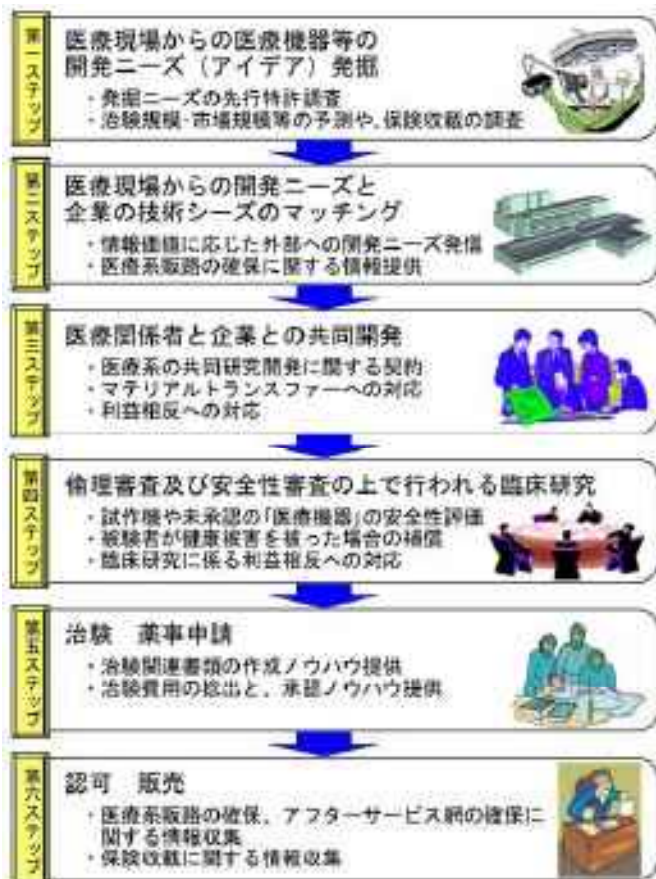 第一ステップ
医療現場からの医療機器等の
開発ニーズ（アイデア）発掘
・発掘ニーズの先行特許調査
・治験規模・市場規模等の予測や、保険収載の調査
第二ステップ
医療現場からの開発ニーズと
企業の技術シーズのマッチング
・情報価値に応じた外部への開発ニーズ発信
・医療系販路の確保に関する情報提供
第三ステップ
医療関係者と企業との共同開発
・医療系の共同研究開発に関する契約
・マテリアルトランスファーへの対応
・利益相反への対応
第四ステップ
倫理審査及び安全性審査の上で行われる臨床研究
・試作機や未承認の「医療機器」の安全性評価
・被験者が健康被害を被った場合の補償
・臨床研究に係る利益相反への対応
第五ステップ
治験　薬事申請
・治験関連書類の作成ノウハウ提供
・治験費用の捻出と、承認ノウハウ提供
第六ステップ
認可　販売
・医療系販路の確保、アフターサービス網の確保に
関する情報収集
・保険収載に関する情報収集